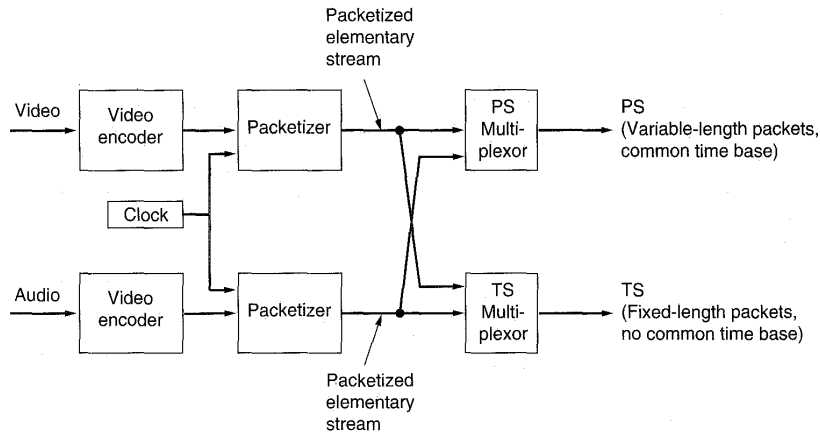 Packetized
elementary
stream
Video
Video
encoder
Packetizer
PS
Multi-
plexor
PS
(Variable-length packets,
common time base)
Clock
Audio
Video
encoder
Packetizer
TS
Multi-
plexor
TS
(Fixed-length packets,
no common time base)
Packetized
elementary
stream